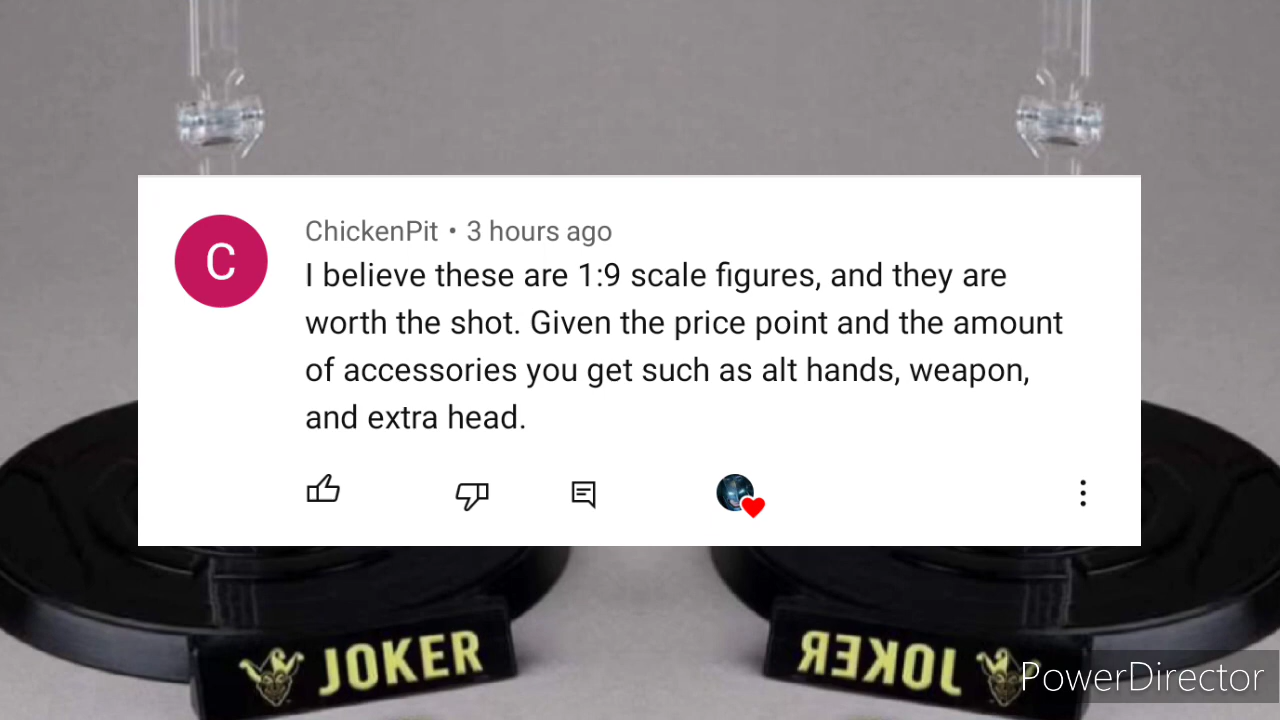 C
ChickenPit • 3 hours ago
I believe these are 1:9 scale figures, and they are
worth the shot. Given the price point and the amount
of accessories you get such as alt hands, weapon,
and extra head.
JOKER
JOKER
PowerDirector